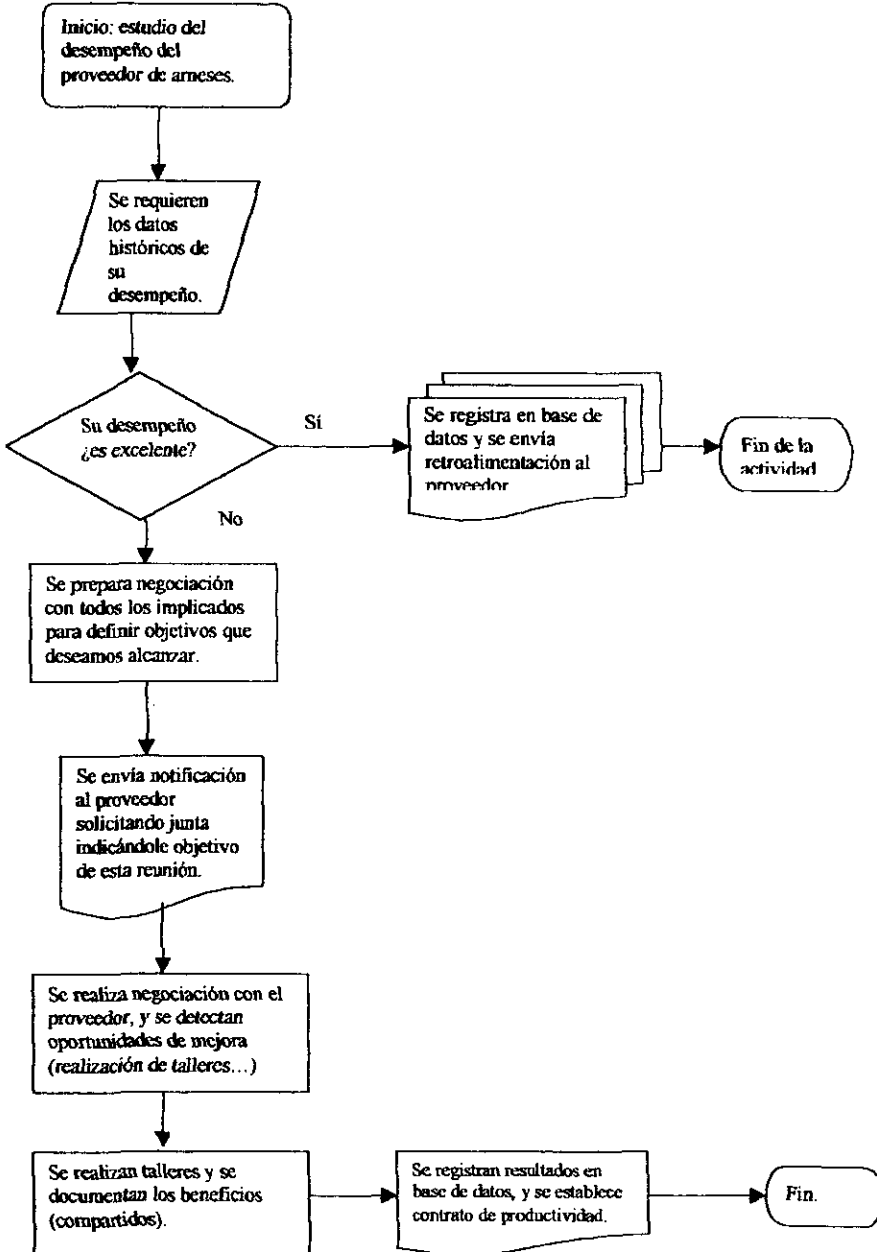 Inicio: estudio del
desempeño del
proveedor de arneses.
Se requieren
los datos
históricos de
su
desempeño.
Su desempeño
¿es excelente?
Sí
Se registra en base de
datos y se envía
retroalimentación al
proveedor
Fin de la
actividad
No
Se prepara negociación
con todos los implicados
para definir objetivos que
deseamos alcanzar.
Se envía notificación
al proveedor
solicitando junta
indicándole objetivo
de esta reunión.
Se realiza negociación con el
proveedor, y se detectan
oportunidades de mejora
(realización de talleres...)
Se realizan talleres y se
documentan los beneficios
(compartidos).
Se registran resultados en
base de datos, y se establece
contrato de productividad.
Fin.